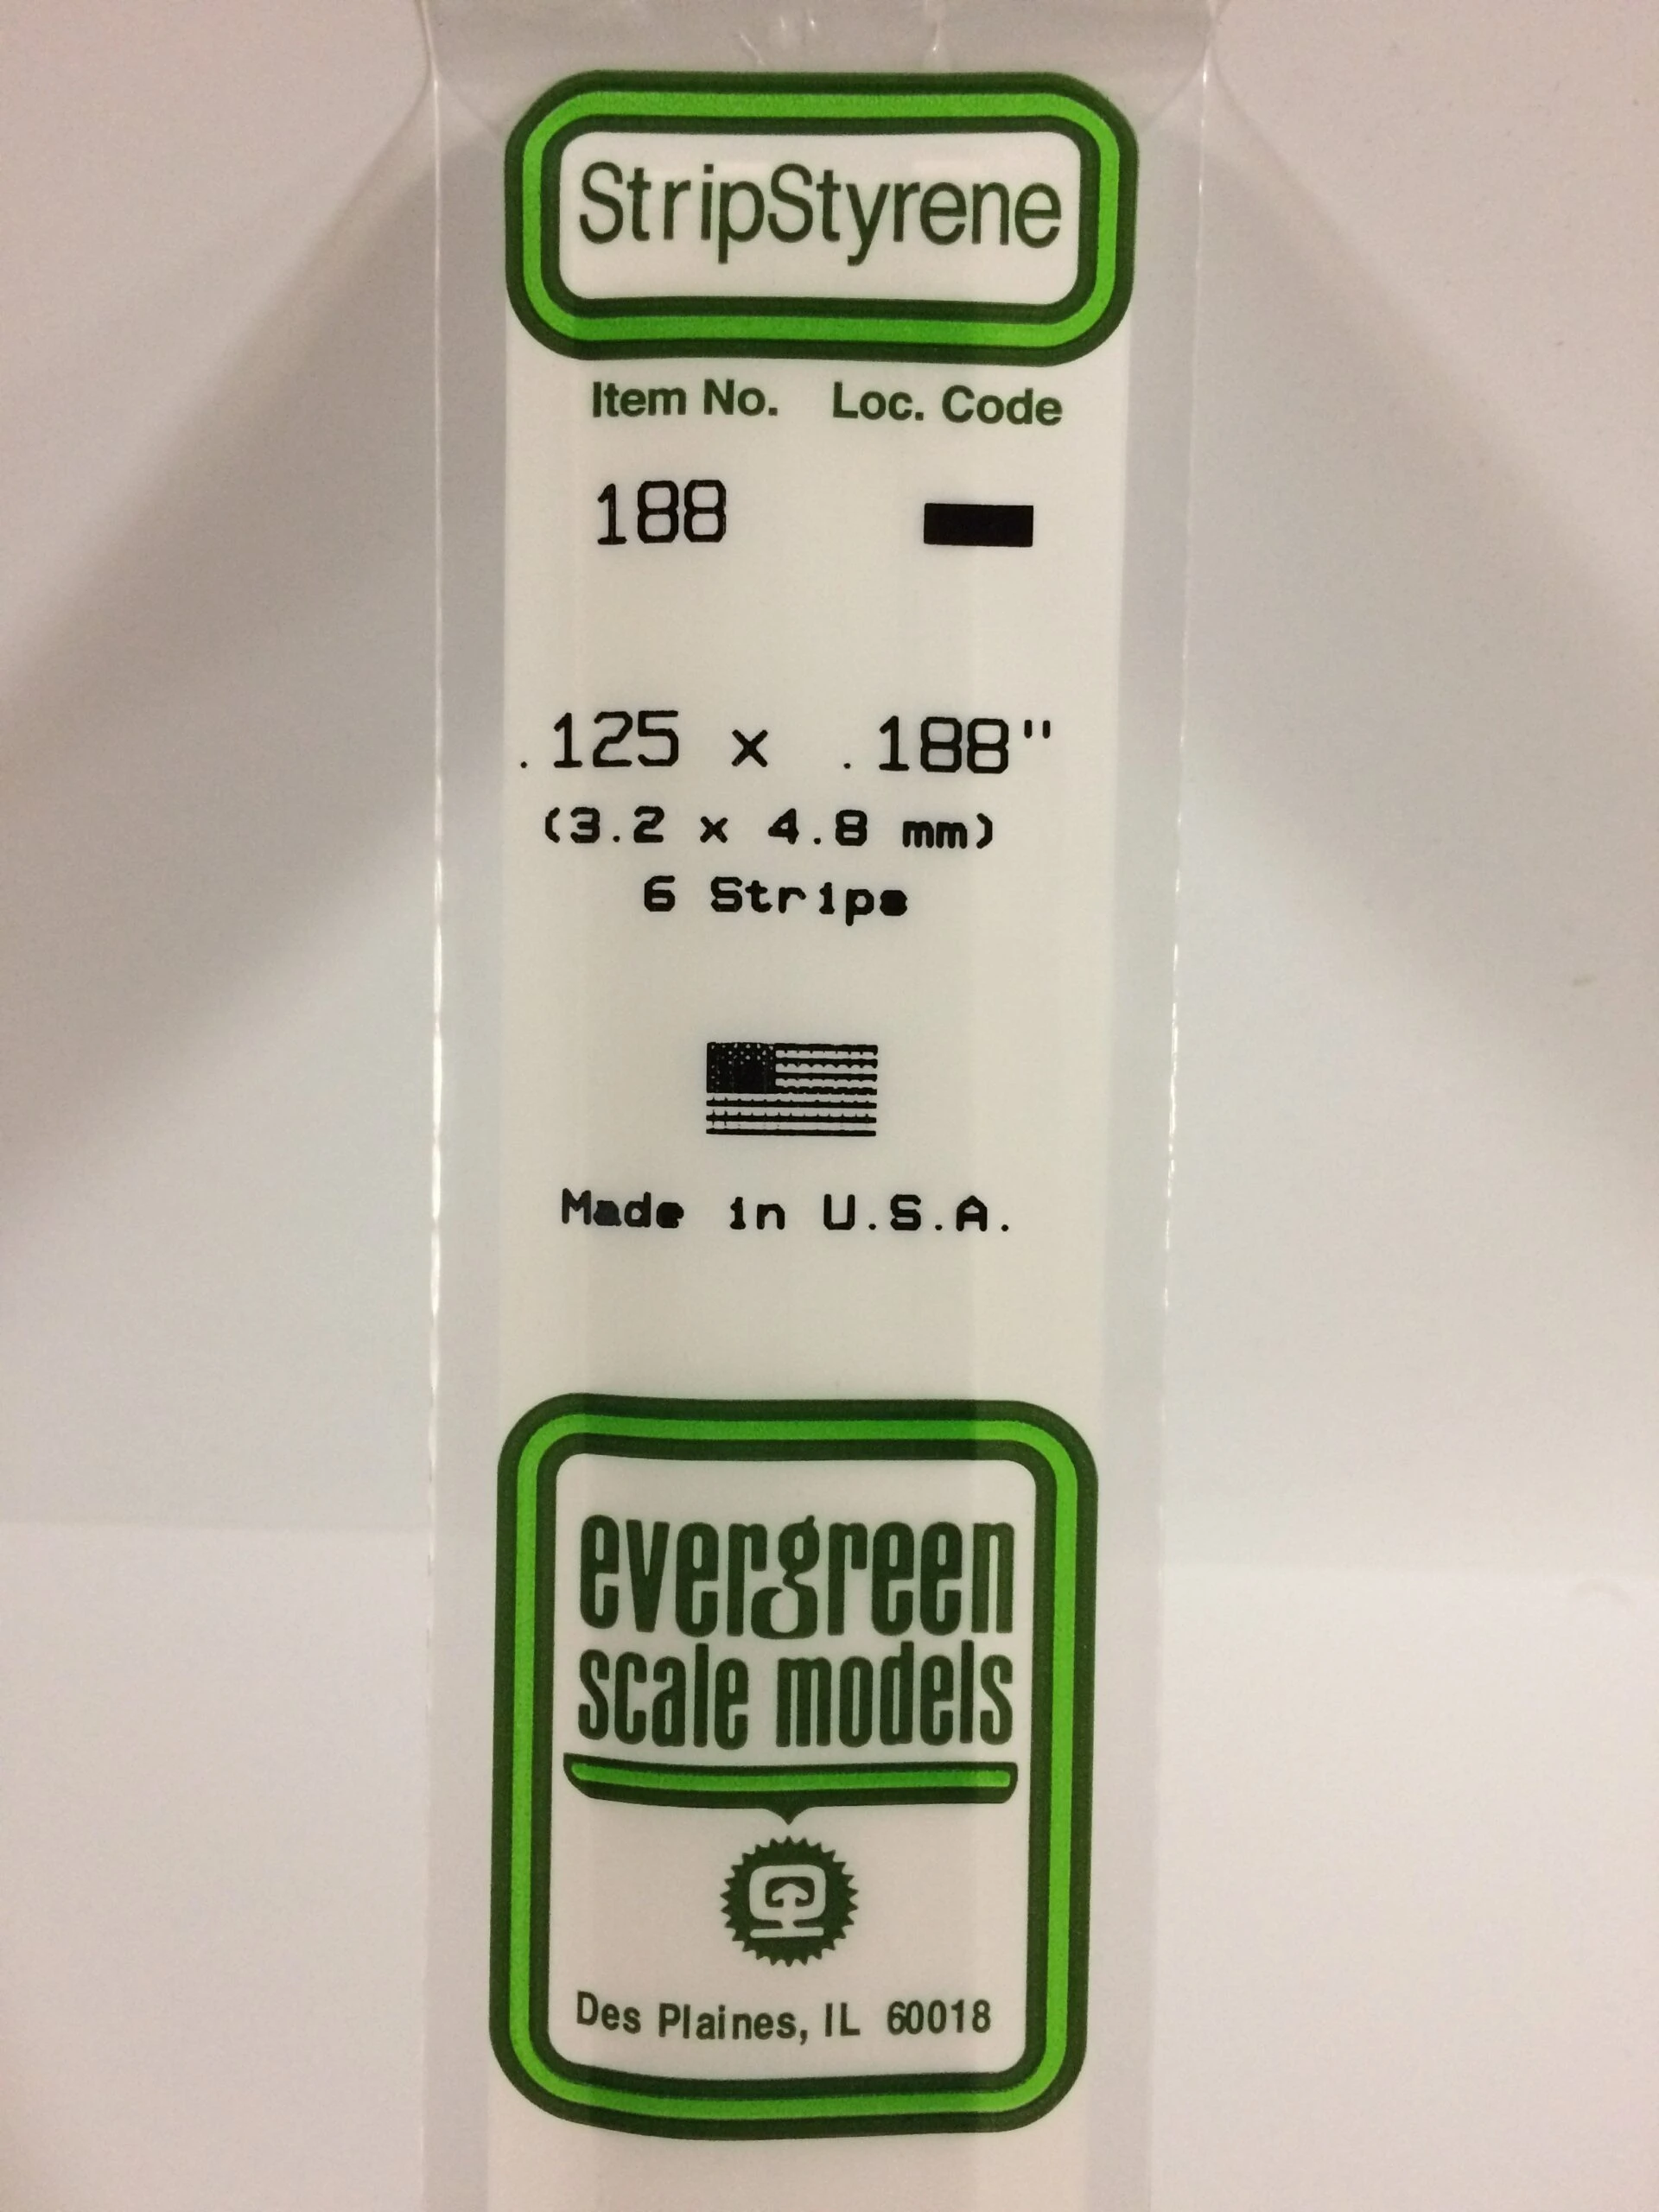 StripStyrene
Item No. Loc. Code
188
.125 x .188"
(3.2 x 4.8 mm)
6 Strips
Made in U.S.A.
evergreen
scale models
Des Plaines, IL 60018